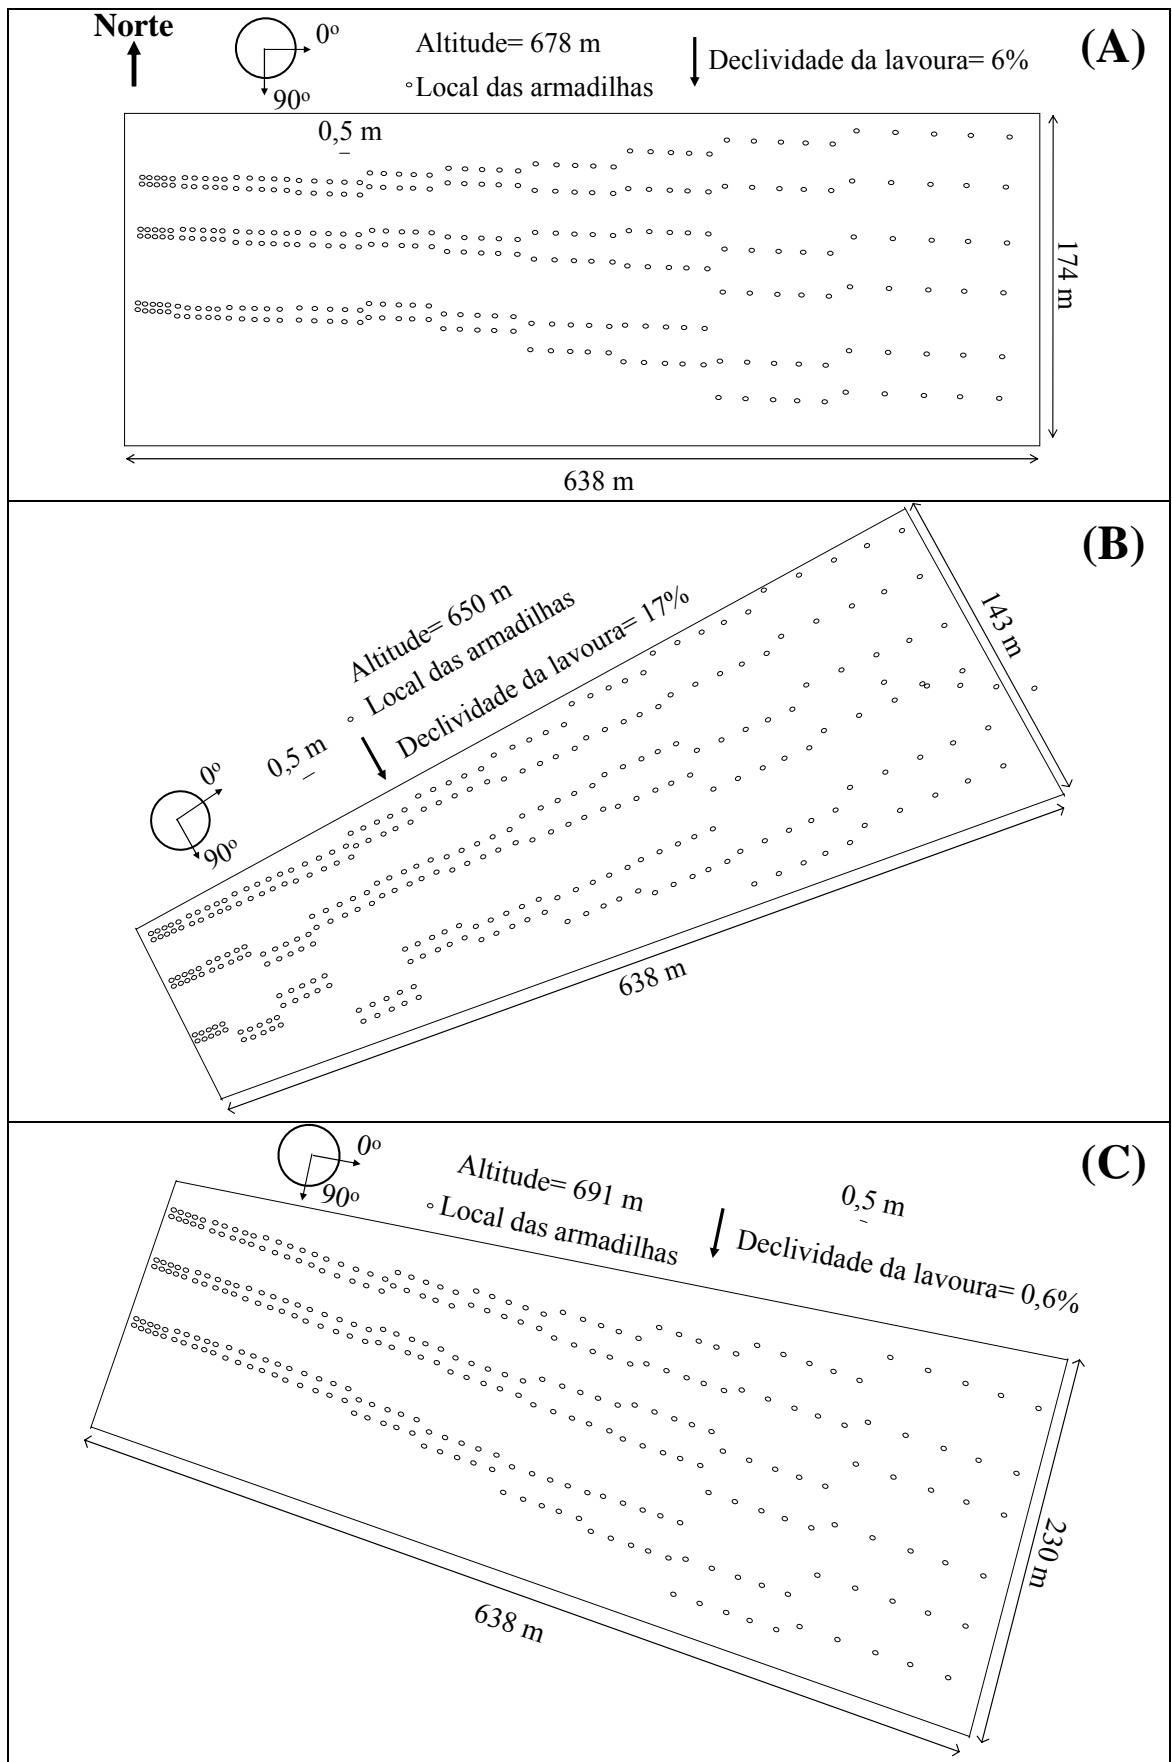 Norte
0º
90º
Altitude= 678 m
Local das armadilhas
Declividade da lavoura= 6%
(A)
0,5 m
174 m
638 m
(B)
Altitude= 650 m
Local das armadilhas
Declividade da lavoura= 17%
0,5 m
0º
90º
143 m
638 m
(C)
0º
90º
Altitude= 691 m
Local das armadilhas
0,5 m
Declividade da lavoura= 0,6%
230 m
638 m